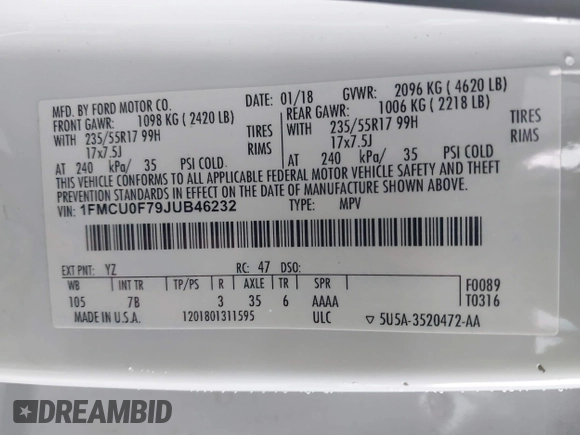 MFD. BY FORD MOTOR CO.
DATE: 01/18
GVWR: 2096 KG ( 4620 LB)
FRONT GAWR: 1098 KG ( 2420 LB)
REAR GAWR: 1006 KG ( 2218 LB)
WITH 235/55R17 99H TIRES
WITH 235/55R17 99H TIRES
17x7.5J RIMS
17x7.5J RIMS
AT 240 kPa/ 35 PSI COLD
AT 240 kPa/ 35 PSI COLD.
THIS VEHICLE CONFORMS TO ALL APPLICABLE FEDERAL MOTOR VEHICLE SAFETY AND THEFT
PREVENTION STANDARDS IN EFFECT ON THE DATE OF MANUFACTURE SHOWN ABOVE.
VIN: 1FMCU0F79JUB46232
TYPE: MPV
EXT PNT: YZ RC: 47 DSO:
WB INT TR TP/PS R AXLE TR SPR F0089
105 7B 3 35 6 AAAA T0316
MADE IN U.S.A. 1201801311595 ULC ▽ 5U5A-3520472-AA
DREAMBID